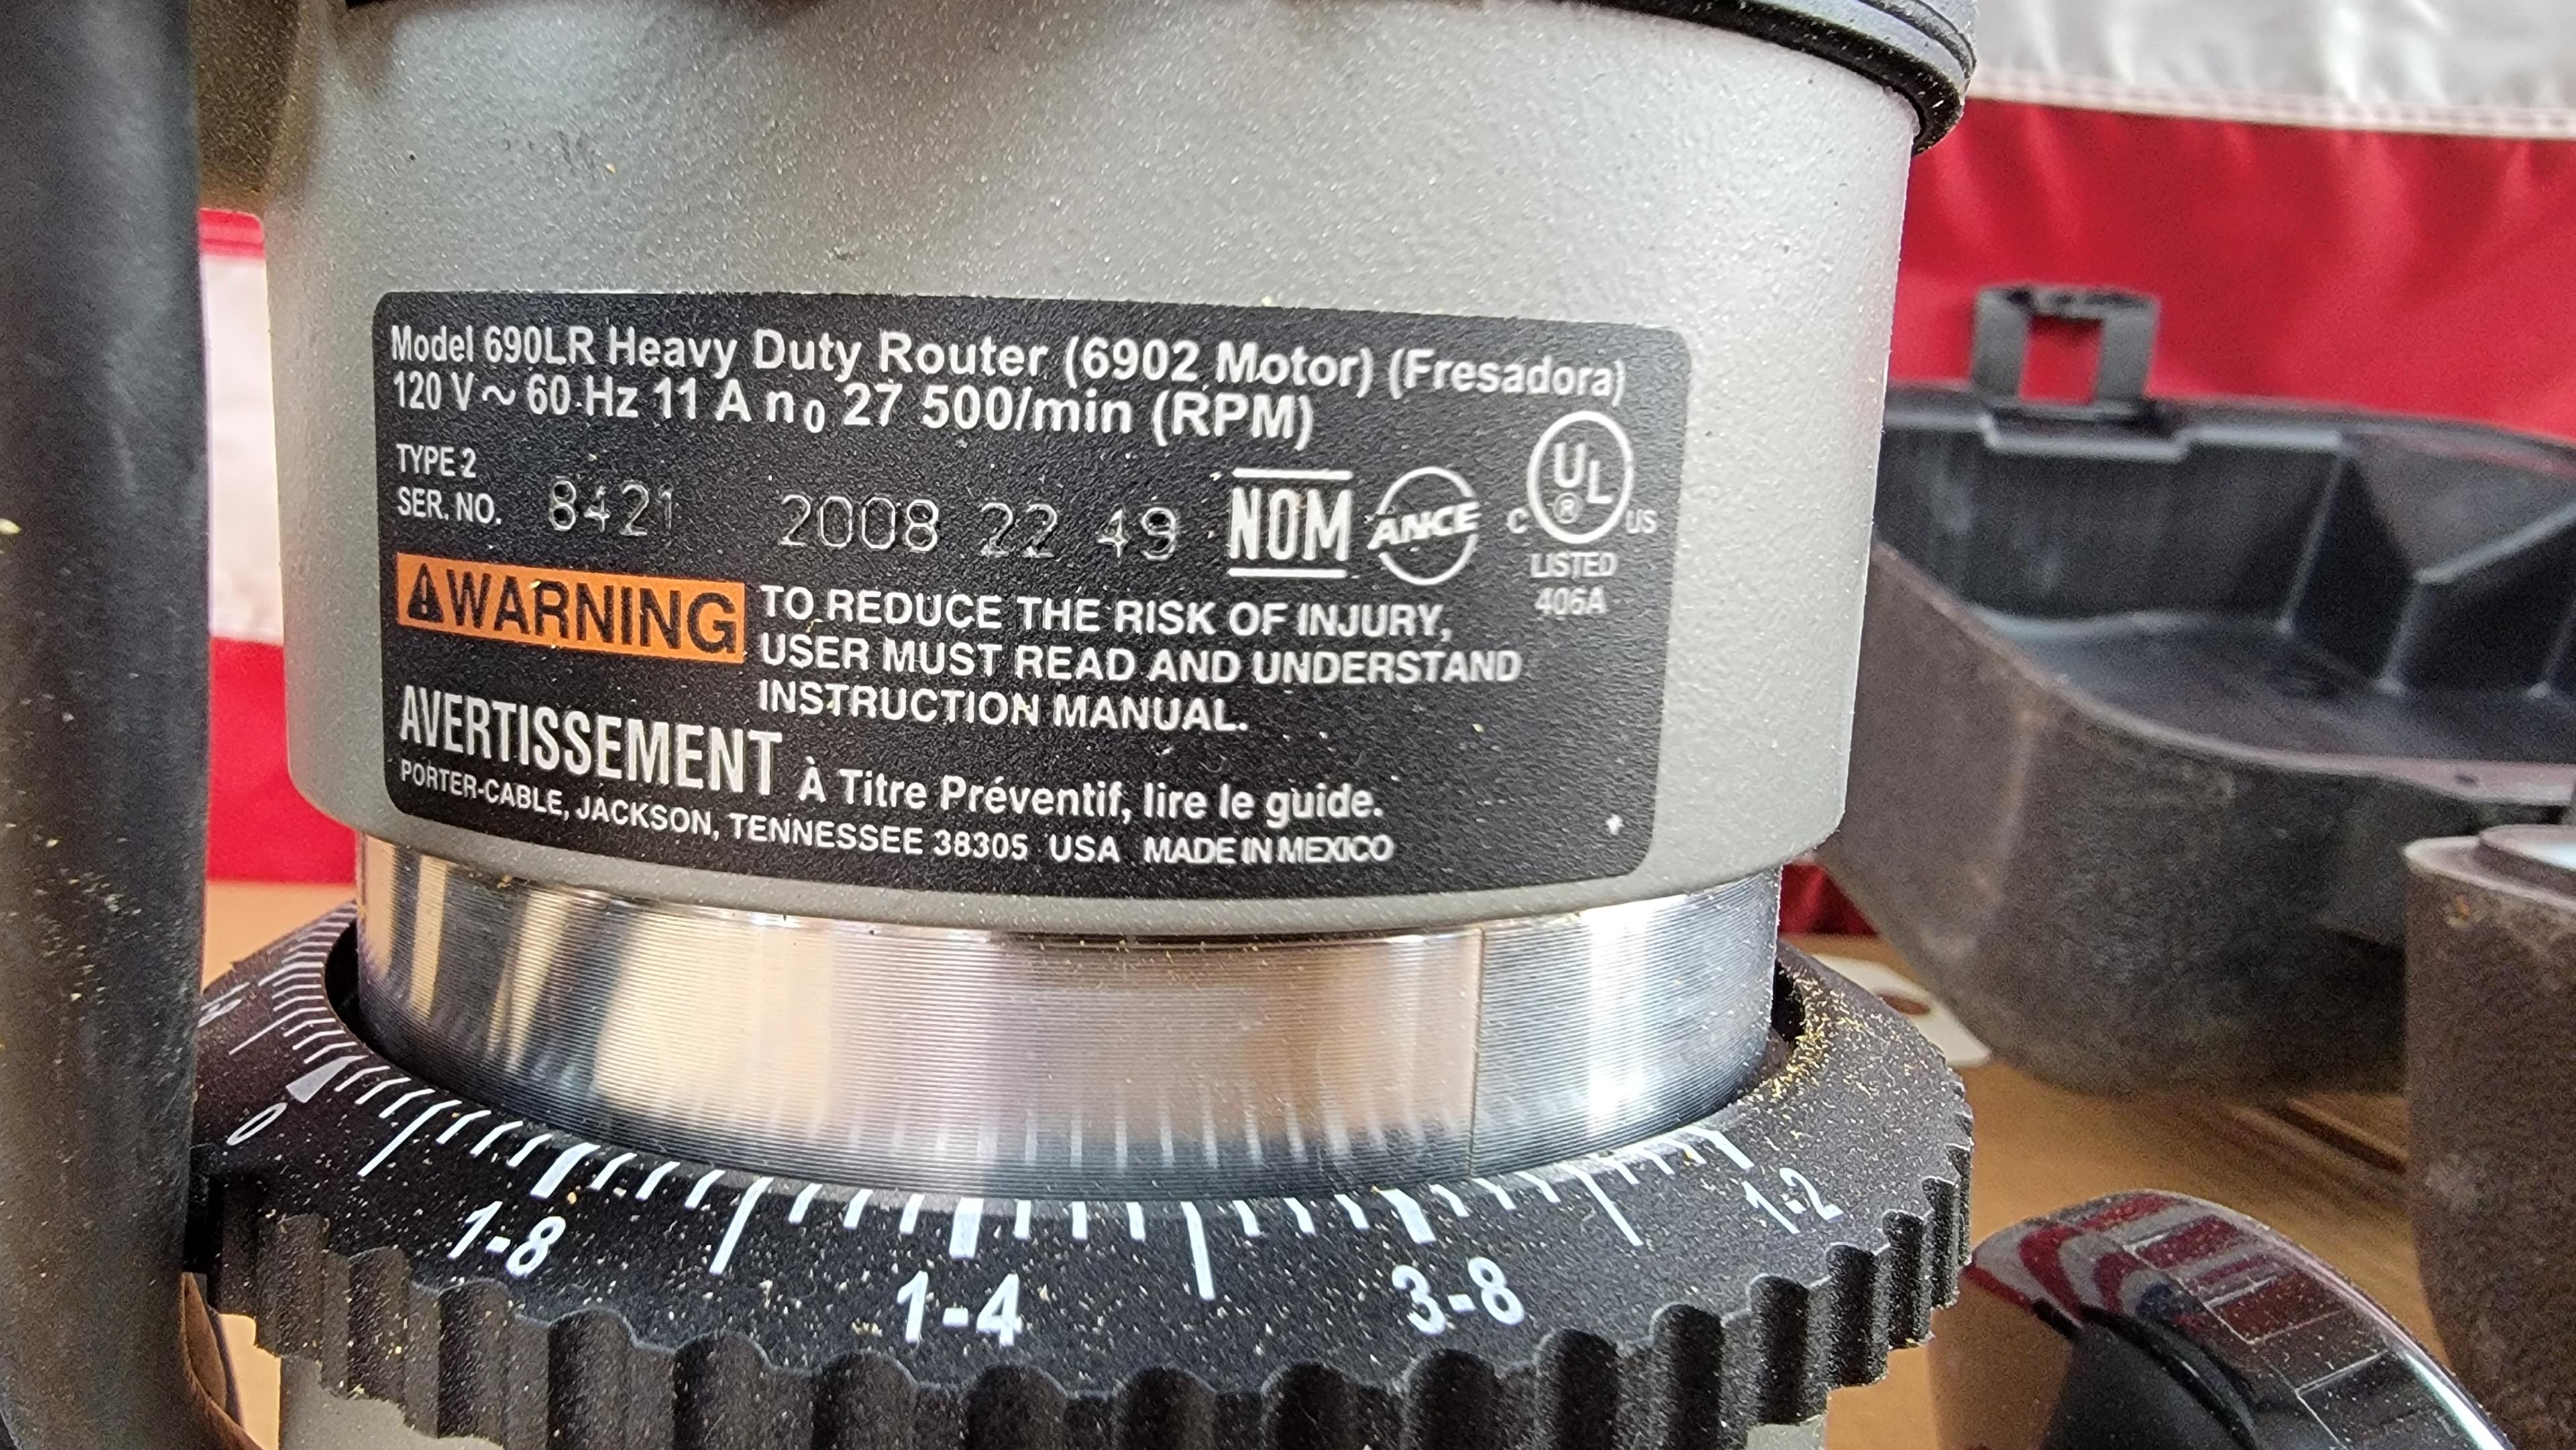 Model 690LR Heavy Duty Router (6902 Motor) (Fresadora)
120 V ~ 60 Hz 11 A n0 27 500/min (RPM)
TYPE 2
SER. NO. 8421 2008 22 49
NOM ANCE
C UL ® US
LISTED
406A
⚠WARNING TO REDUCE THE RISK OF INJURY,
USER MUST READ AND UNDERSTAND
INSTRUCTION MANUAL.
AVERTISSEMENT À Titre Préventif, lire le guide.
PORTER-CABLE, JACKSON, TENNESSEE 38305 USA MADE IN MEXICO
0 1-8 1-4 3-8 1-2